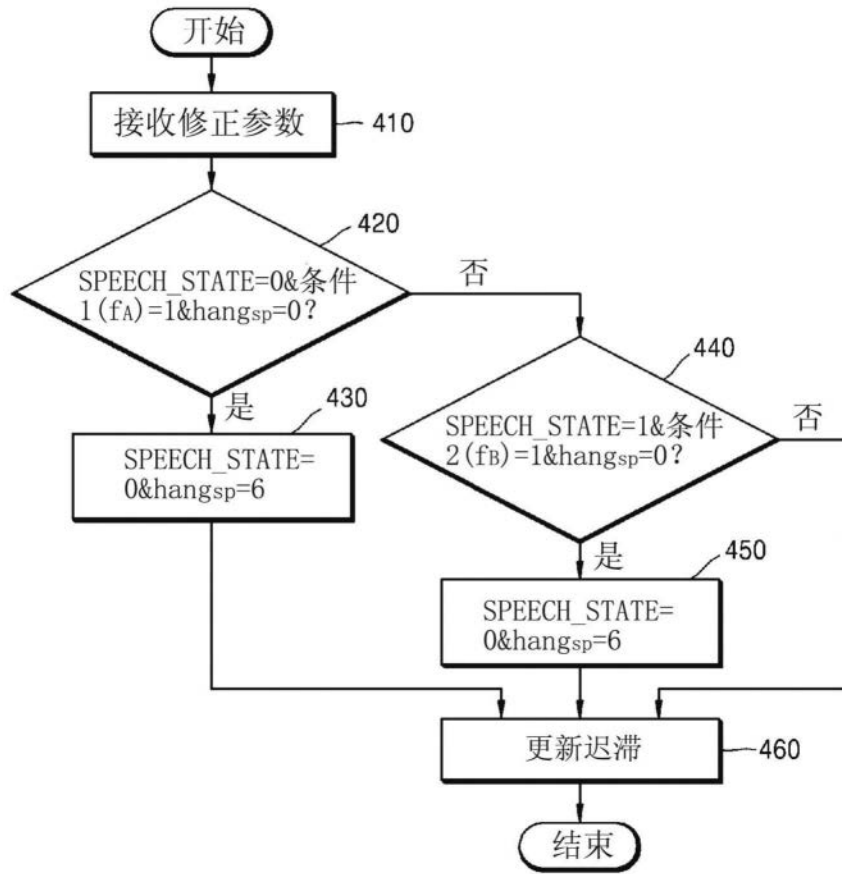 开始
接收修正参数
410
420
SPEECH_STATE=0&条件
1(fA)=1&hangsp=0?
否
440
是
430
SPEECH_STATE=1&条件
2(fB)=1&hangsp=0?
否
SPEECH_STATE=
0&hangsp=6
是
450
SPEECH_STATE=
0&hangsp=6
更新迟滞
460
结束